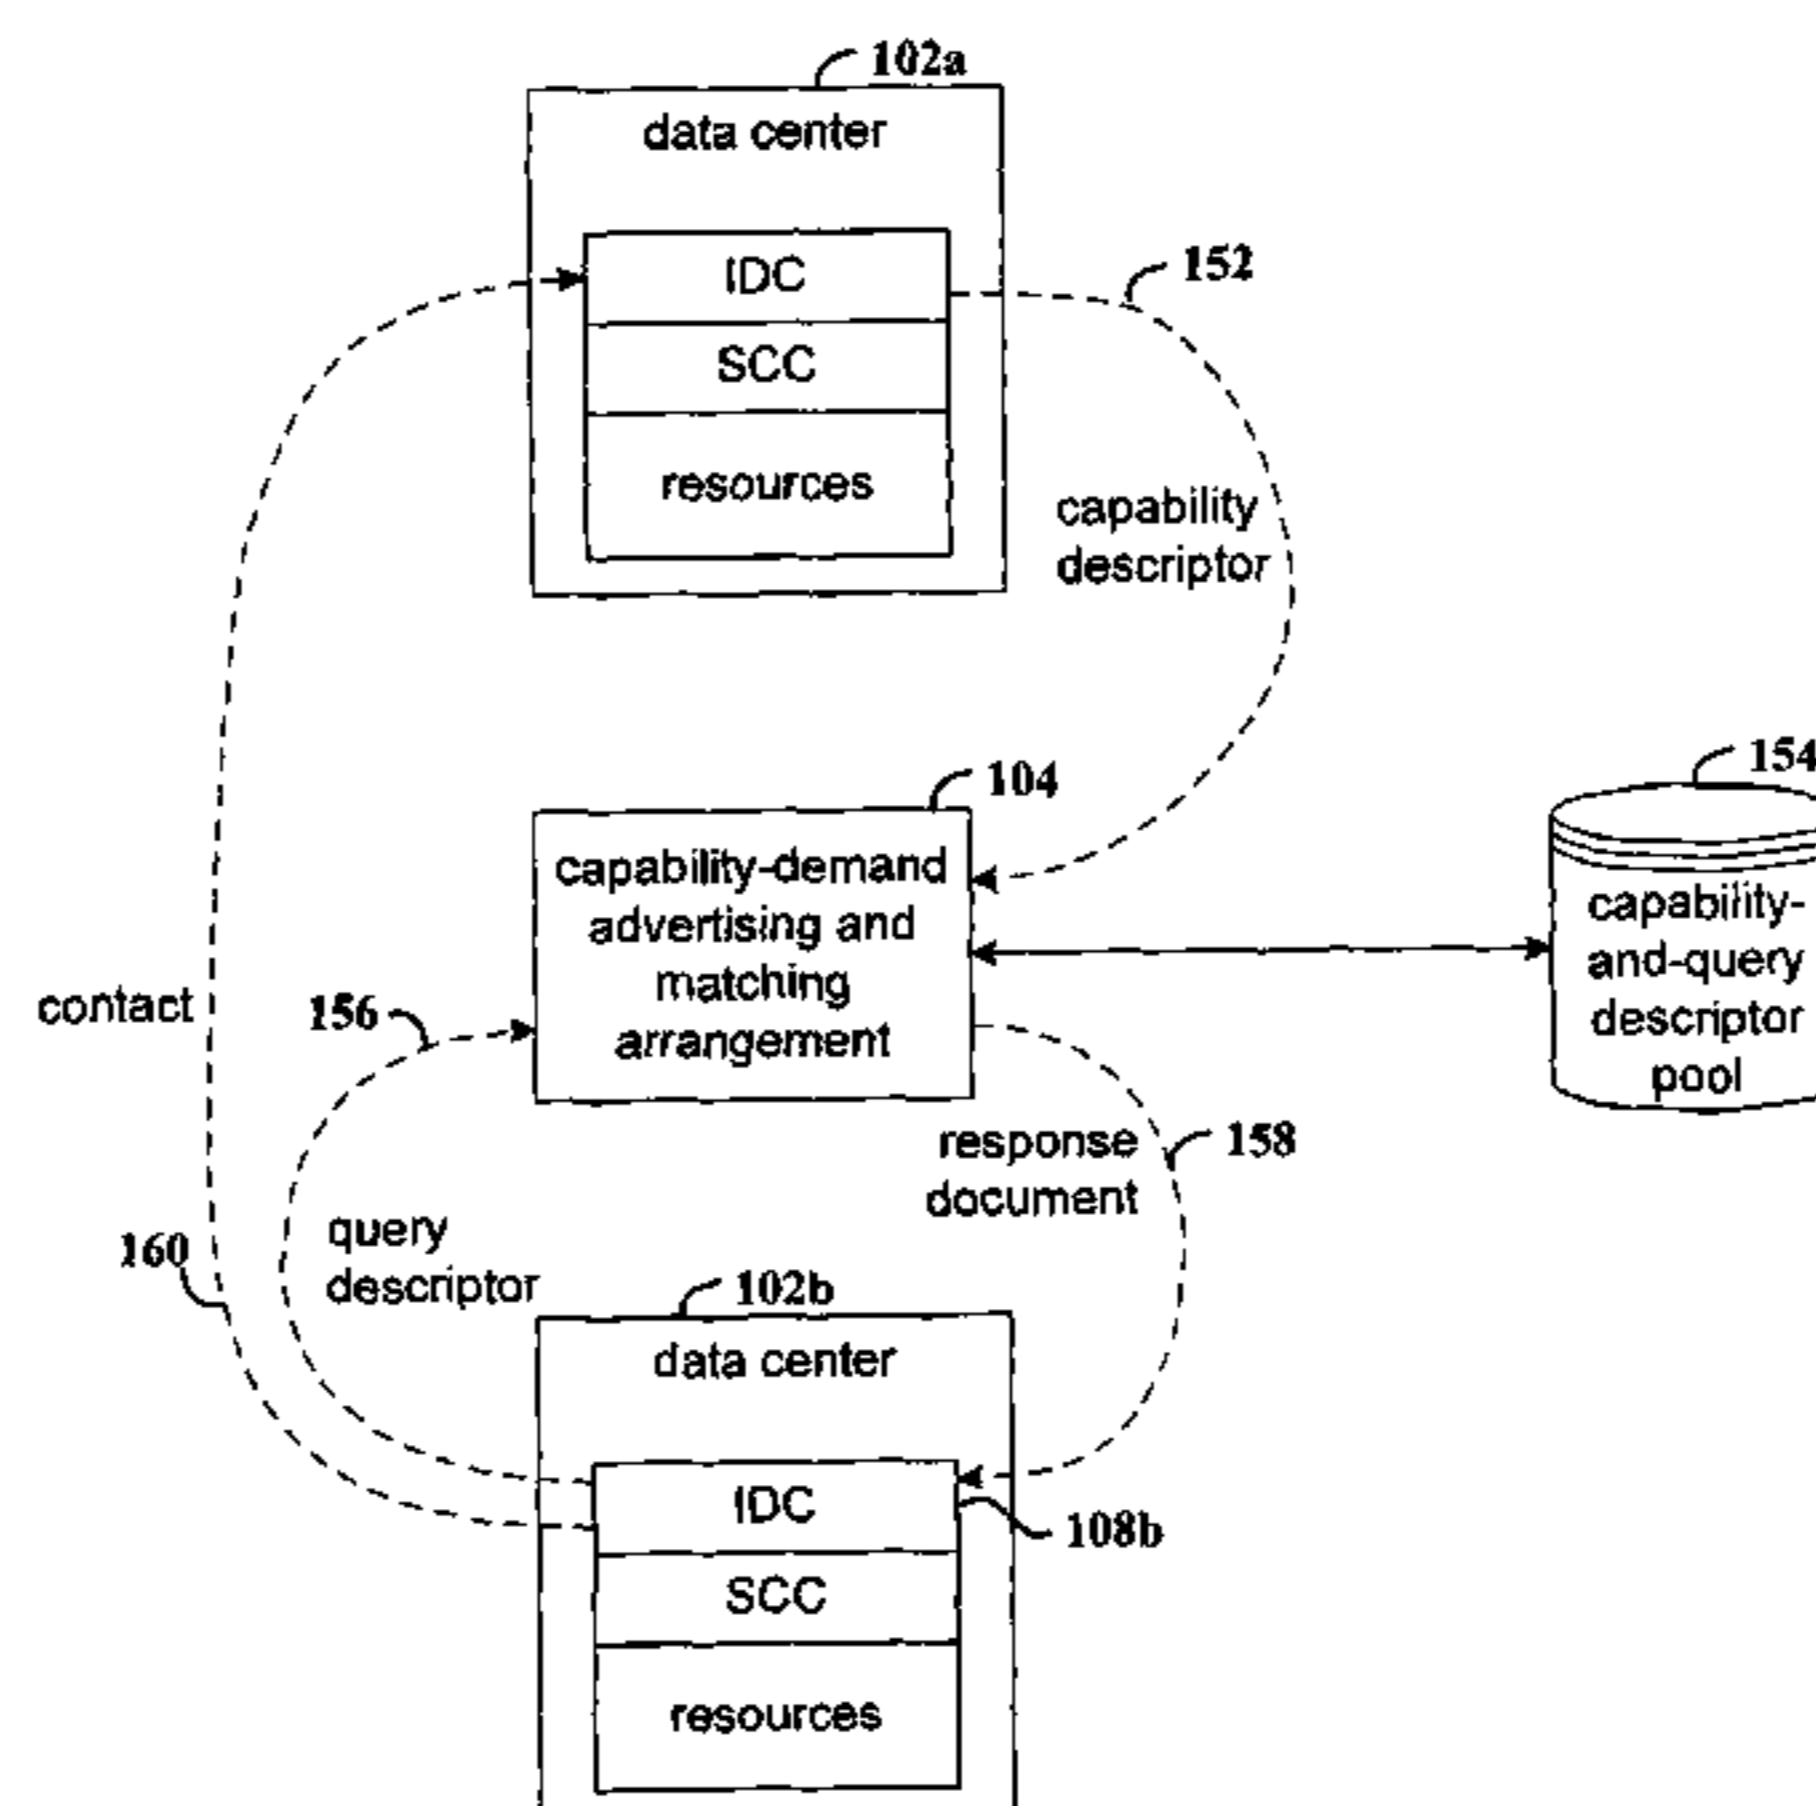 102a
data center
IDC
152
SCC
resources
capability
descriptor
104
154
capability-demand
advertising and
matching
arrangement
capability-
and-query
descriptor
pool
contact
156
response
document
158
160
query
descriptor
102b
data center
IDC
108b
SCC
resources